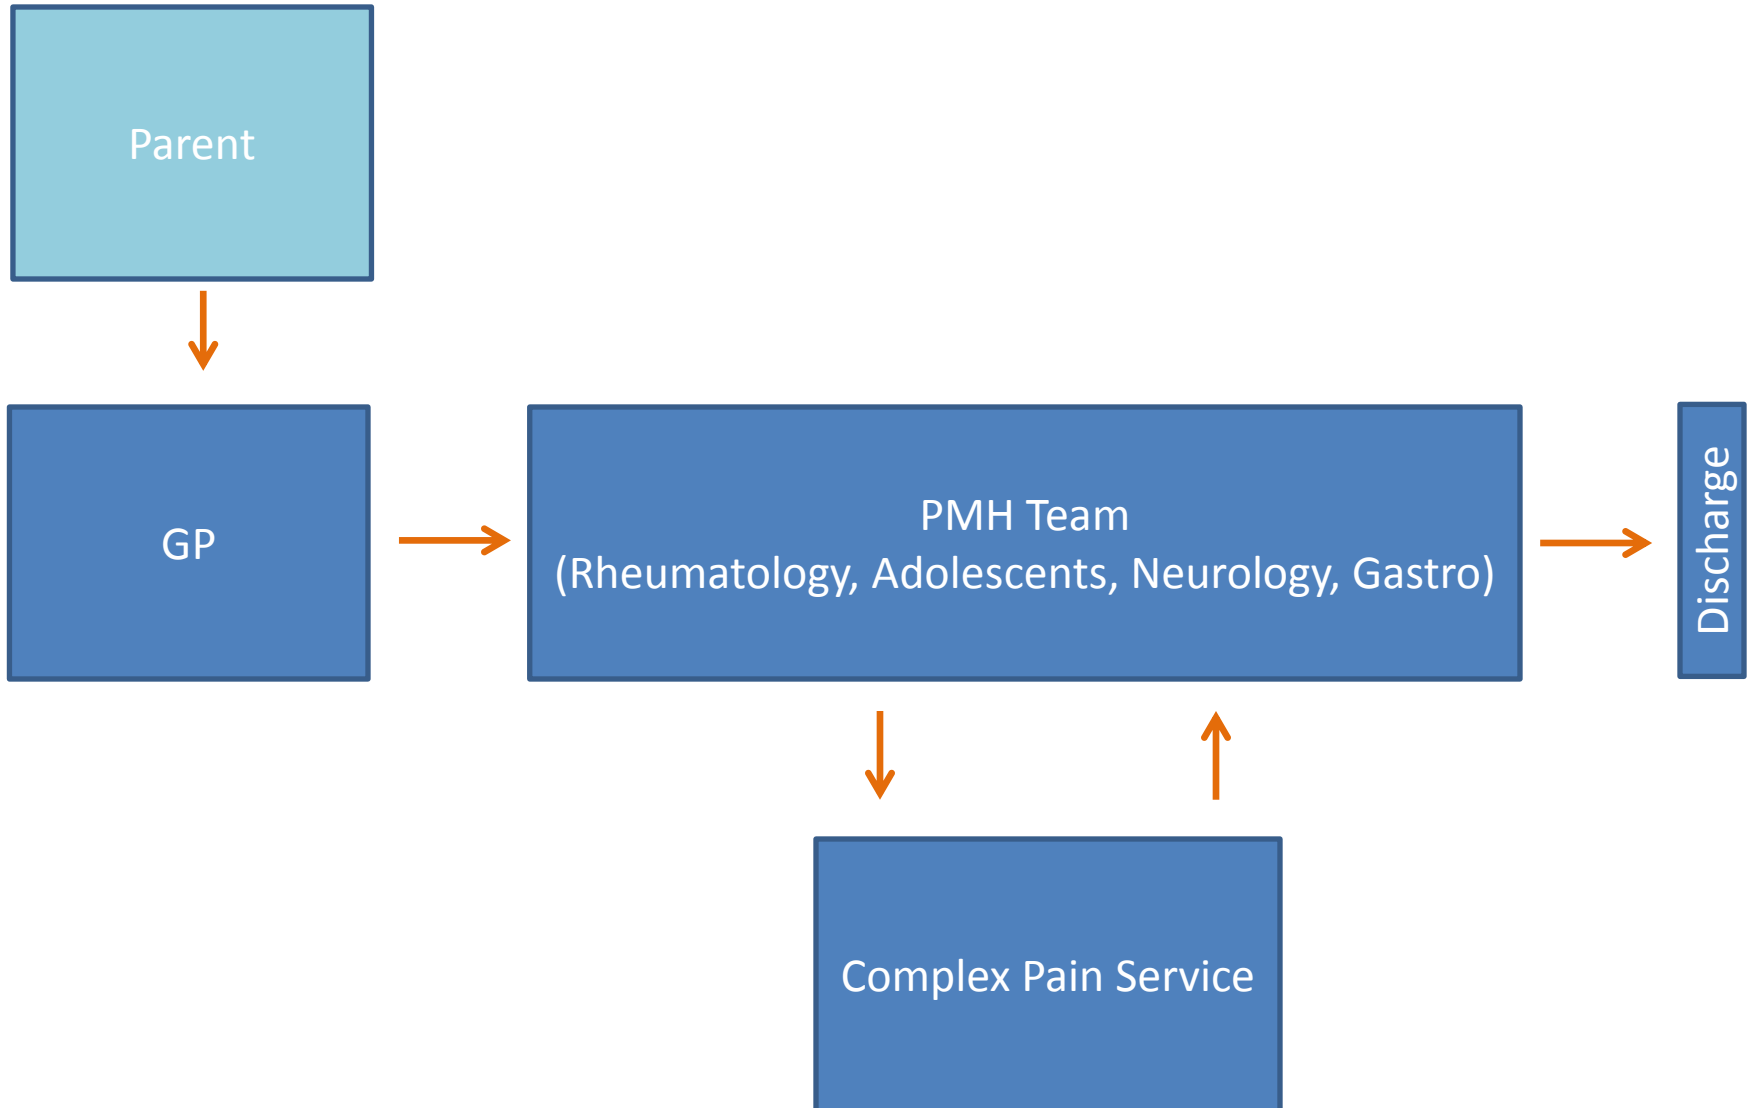 Parent
GP
PMH Team
(Rheumatology, Adolescents, Neurology, Gastro)
Discharge
Complex Pain Service